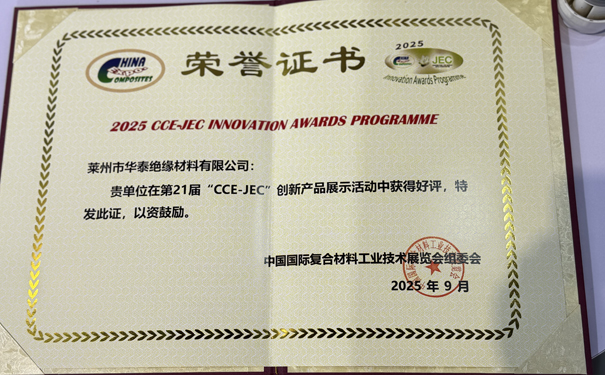 CHINA
COMPOSITES
荣誉证书
2025
JEC
Innovation Awards Programme
2025 CCE-JEC INNOVATION AWARDS PROGRAMME
莱州市华泰绝缘材料有限公司：
贵单位在第21届“CCE-JEC”创新产品展示活动中获得好评，特
发此证，以资鼓励。
中国国际复合材料工业技术展览会组委会
2025 年 9 月